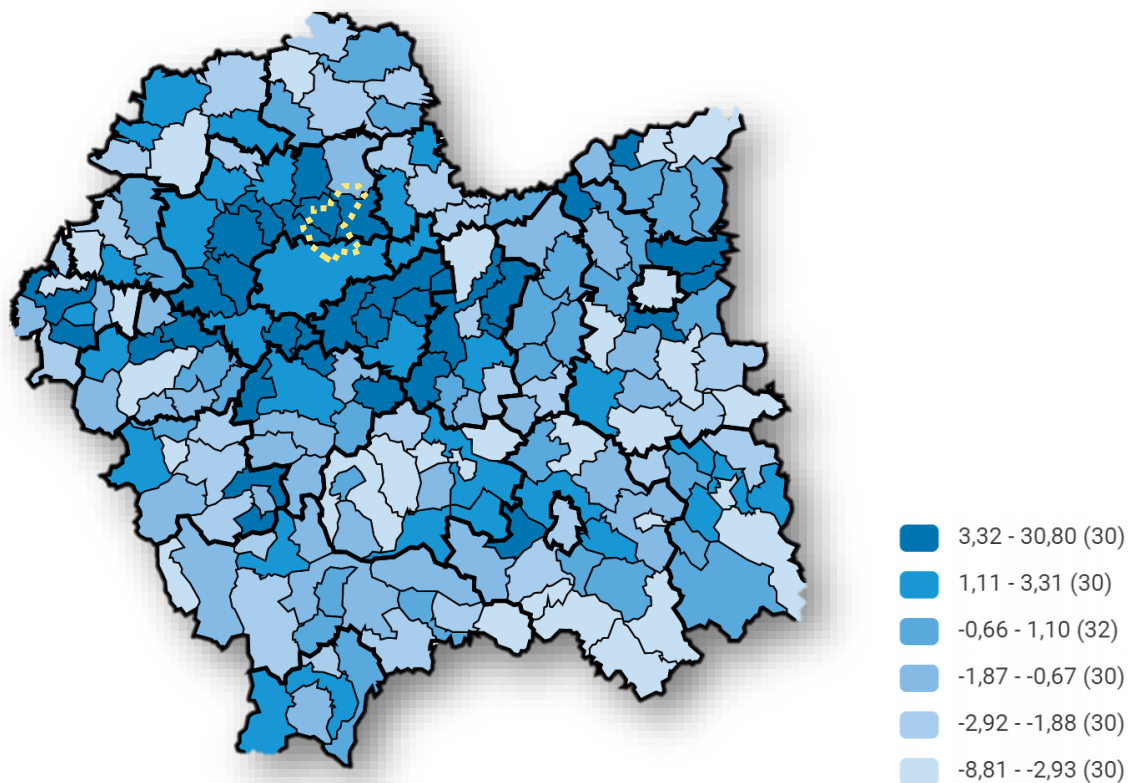 3,32 - 30,80 (30)
1,11 - 3,31 (30)
-0,66 - 1,10 (32)
-1,87 - -0,67 (30)
-2,92 - -1,88 (30)
-8,81 - -2,93 (30)